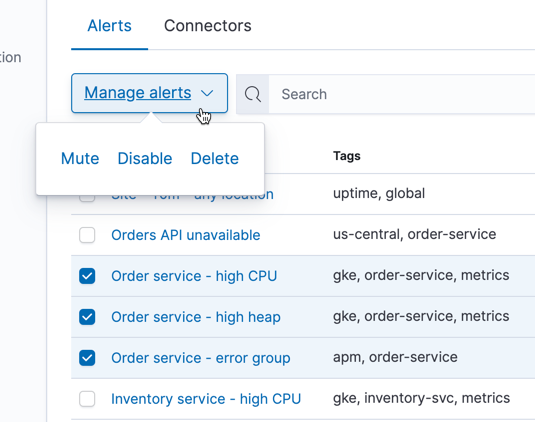 Alerts Connectors
tion
Manage alerts
Search
Mute Disable Delete
Tags
any location uptime, global
Orders API unavailable us-central, order-service
Order service - high CPU gke, order-service, metrics
Order service - high heap gke, order-service, metrics
Order service - error group apm, order-service
Inventory service - high CPU gke, inventory-svc, metrics